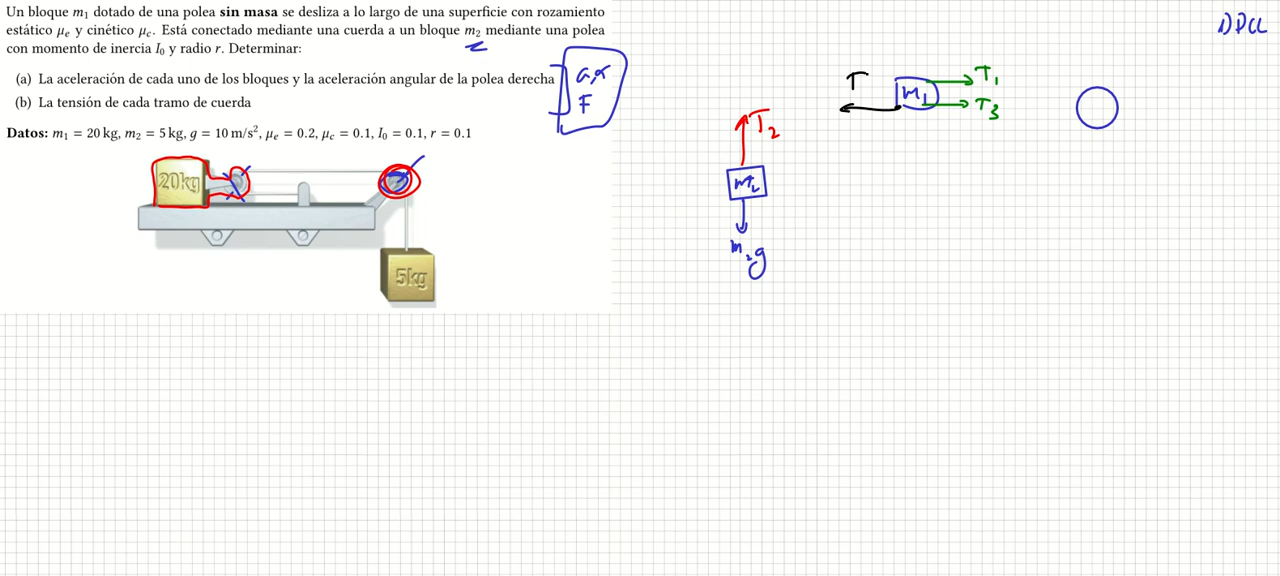 Un bloque m₁ dotado de una polea sin masa se desliza a lo largo de una superficie con rozamiento
estático μₑ y cinético μ꜀. Está conectado mediante una cuerda a un bloque m₂ mediante una polea
con momento de inercia I₀ y radio r. Determinar:
(a) La aceleración de cada uno de los bloques y la aceleración angular de la polea derecha
(b) La tensión de cada tramo de cuerda
Datos: m₁ = 20 kg, m₂ = 5 kg, g = 10 m/s², μₑ = 0.2, μ꜀ = 0.1, I₀ = 0.1, r = 0.1
a, α
F
20kg
5kg
1) DCL
T
m₁
T₁
T₃
T₂
m₂
m₂g